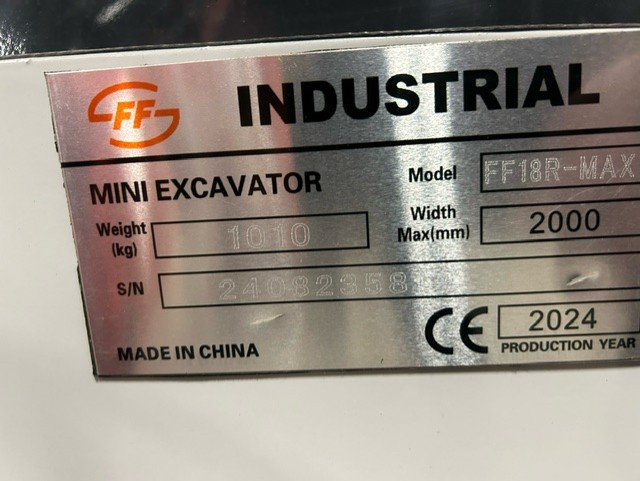 FF INDUSTRIAL
MINI EXCAVATOR
Model FF18R-MAX
Weight (kg) 1010
Width Max(mm) 2000
S/N
MADE IN CHINA
CE
2024
PRODUCTION YEAR